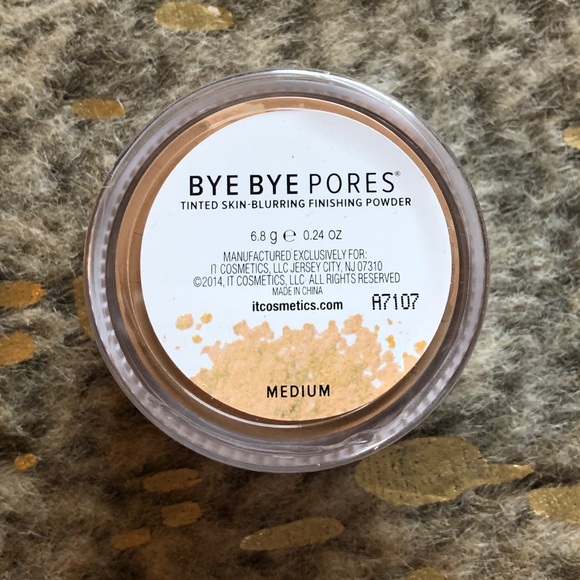 BYE BYE PORES®
TINTED SKIN-BLURRING FINISHING POWDER
6.8 g ℮ 0.24 OZ
MANUFACTURED EXCLUSIVELY FOR:
IT COSMETICS, LLC JERSEY CITY, NJ 07310
©2014, IT COSMETICS, LLC ALL RIGHTS RESERVED
MADE IN CHINA
itcosmetics.com A7107
MEDIUM